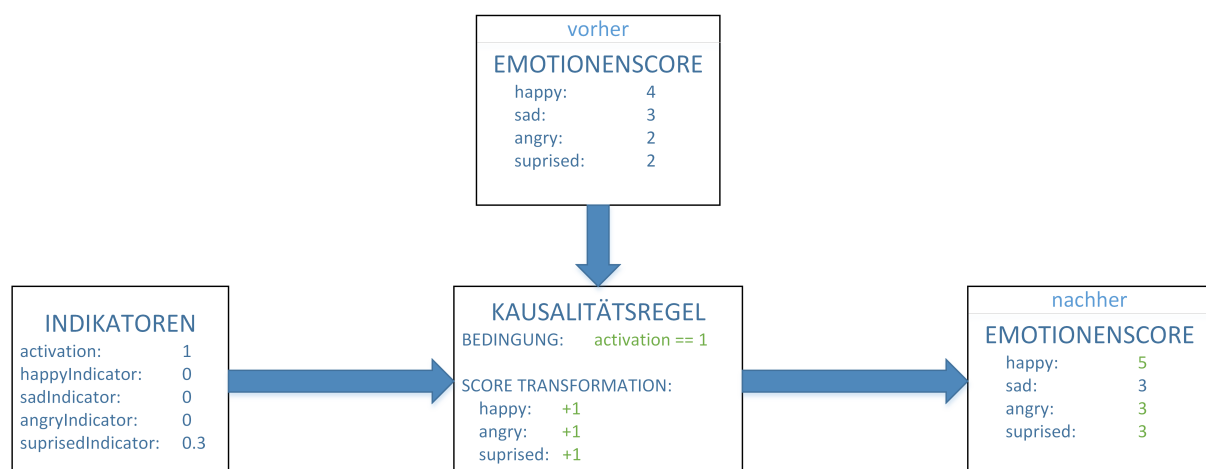 vorher
EMOTIONENSCORE
happy: 4
sad: 3
angry: 2
suprised: 2
INDIKATOREN
activation: 1
happyIndicator: 0
sadIndicator: 0
angryIndicator: 0
suprisedIndicator: 0.3
KAUSALITÄTSREGEL
BEDINGUNG: activation == 1
SCORE TRANSFORMATION:
happy: +1
angry: +1
suprised: +1
nachher
EMOTIONENSCORE
happy: 5
sad: 3
angry: 3
suprised: 3